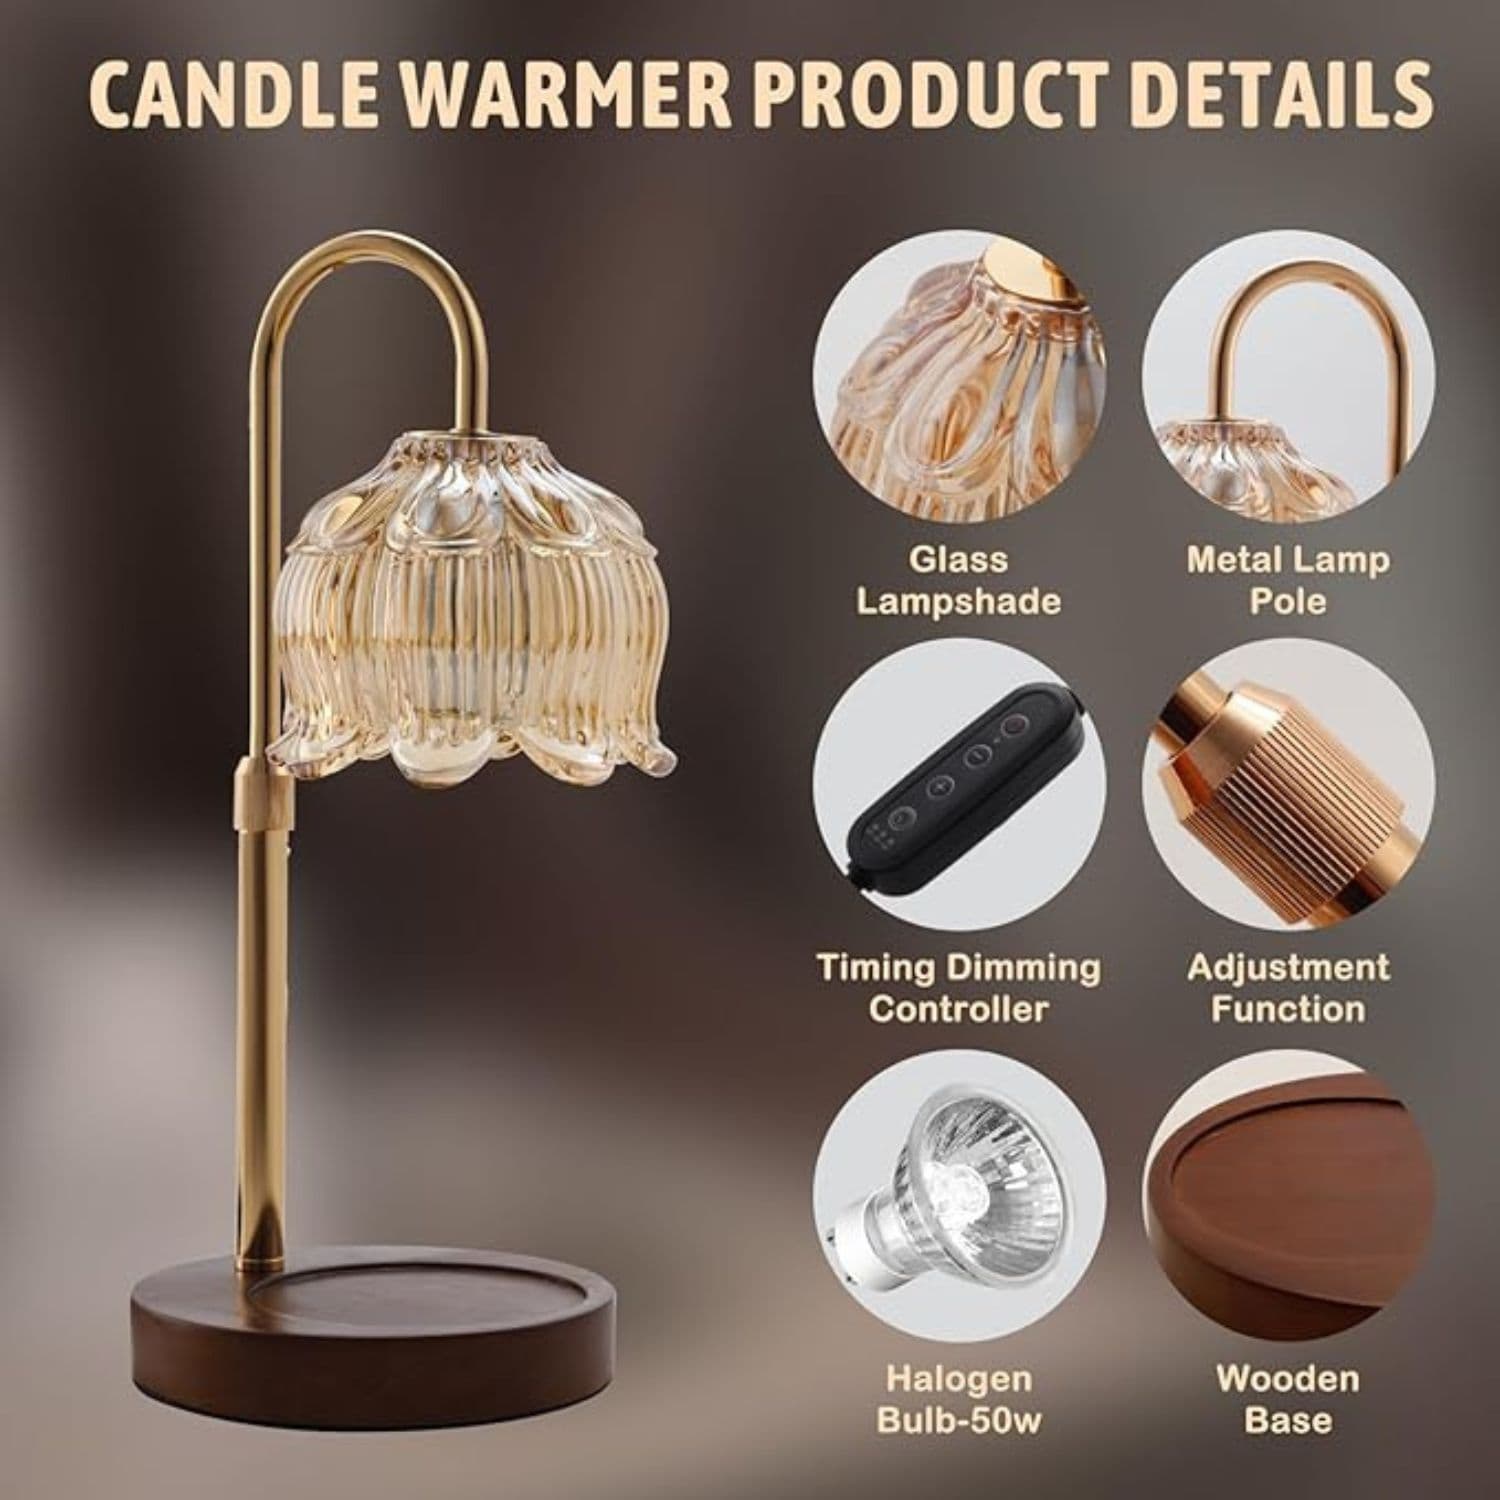 CANDLE WARMER PRODUCT DETAILS
Glass
Lampshade
Metal Lamp
Pole
Timing Dimming
Controller
Adjustment
Function
Halogen
Bulb-50w
Wooden
Base